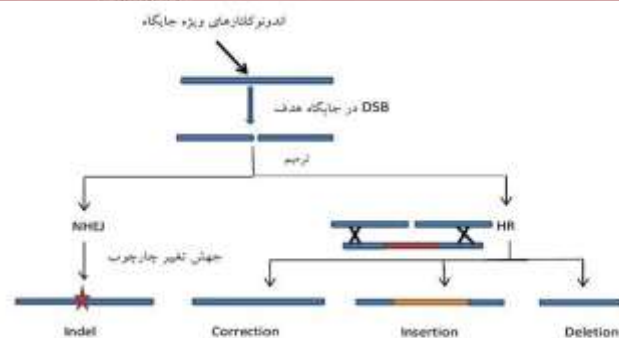 اندونوکلئازهای ویژه جایگاه
DSB در جایگاه هدف
ترمیم
NHEJ
HR
جهش تغییر چارچوب
Indel
Correction
Insertion
Deletion